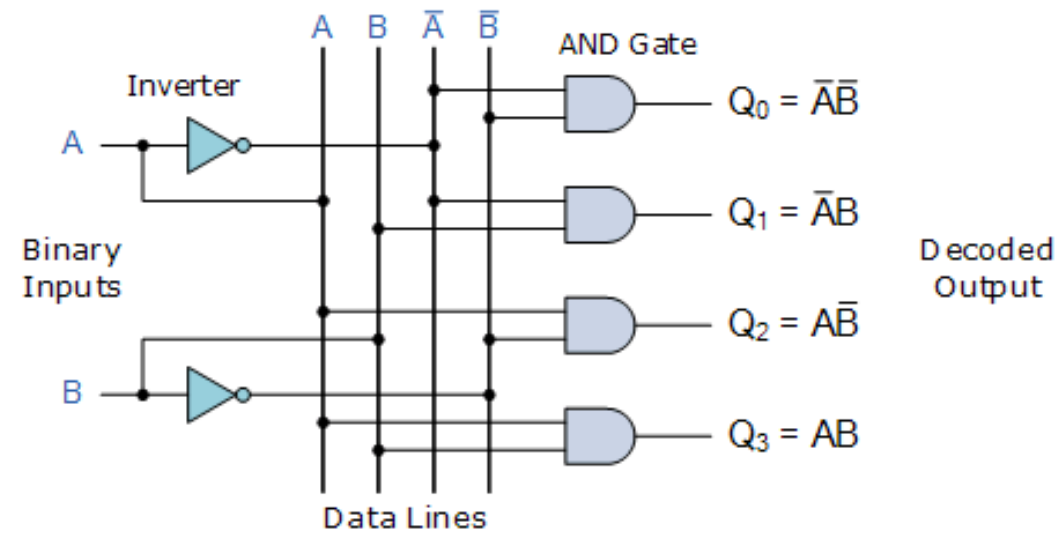 A B A̅ B̅
AND Gate
Inverter
Q₀ = A̅B̅
A
Q₁ = A̅B
Binary
Inputs
Decoded
Output
Q₂ = AB̅
B
Q₃ = AB
Data Lines